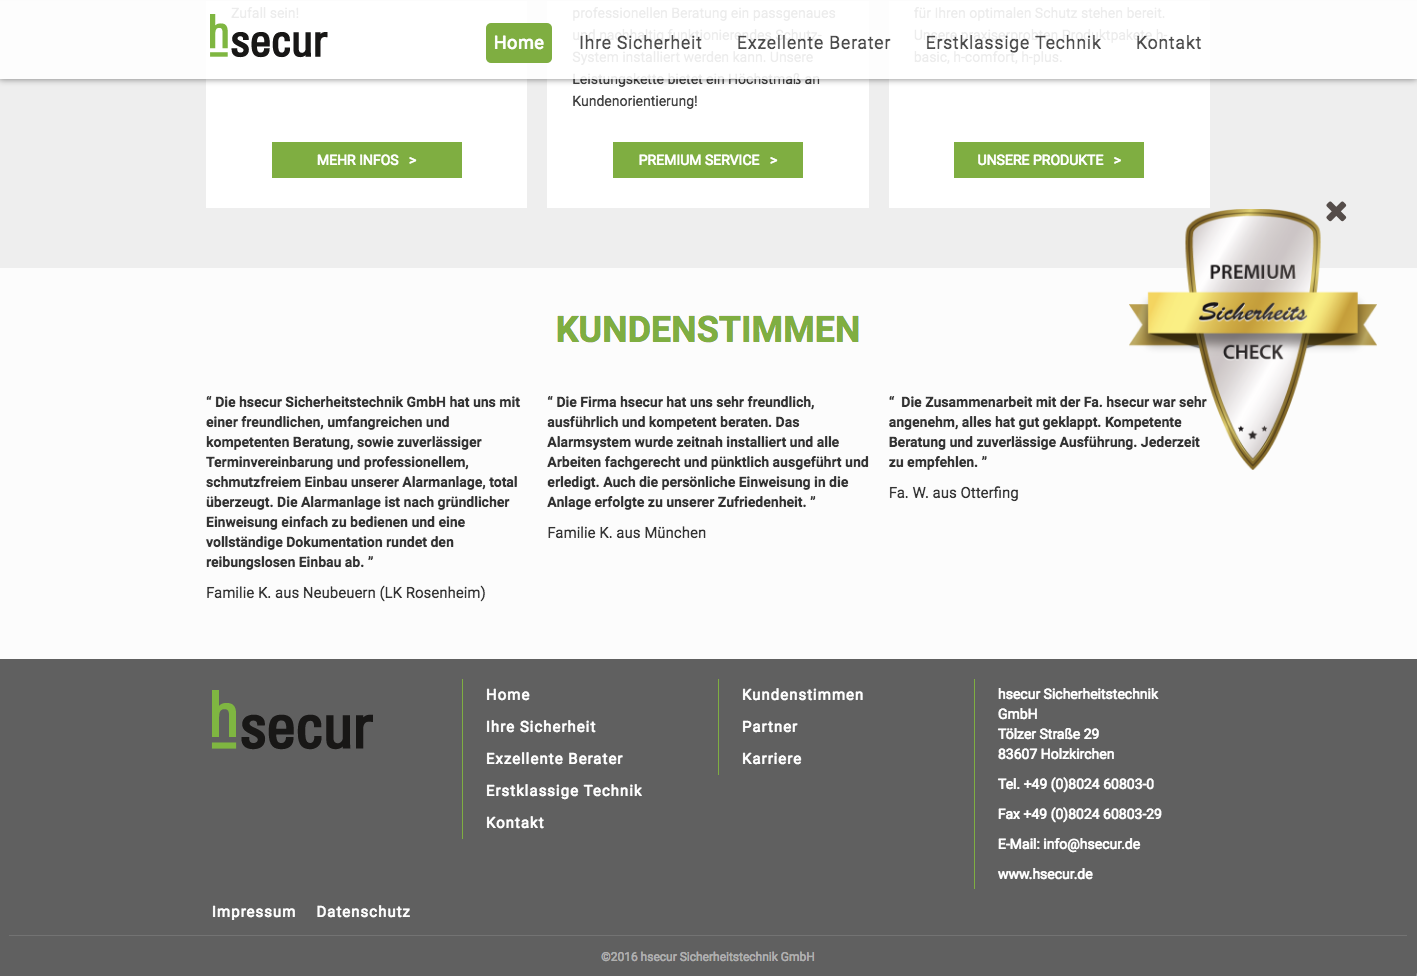 hsecur
Home
Ihre Sicherheit
Exzellente Berater
Erstklassige Technik
Kontakt
Zufall sein!
professionellen Beratung ein passgenaues
und nachhaltig funktionierendes Schutz-
System installiert werden kann. Unsere
Leistungskette bietet ein Höchstmaß an
Kundenorientierung!
für Ihren optimalen Schutz stehen bereit.
Unsere praxiserprobten Produktpakete h-
basic, h-comfort, h-plus.
MEHR INFOS >
PREMIUM SERVICE >
UNSERE PRODUKTE >
PREMIUM
Sicherheits
CHECK
KUNDENSTIMMEN
“ Die hsecur Sicherheitstechnik GmbH hat uns mit
einer freundlichen, umfangreichen und
kompetenten Beratung, sowie zuverlässiger
Terminvereinbarung und professionellem,
schmutzfreiem Einbau unserer Alarmanlage, total
überzeugt. Die Alarmanlage ist nach gründlicher
Einweisung einfach zu bedienen und eine
vollständige Dokumentation rundet den
reibungslosen Einbau ab. ”
Familie K. aus Neubeuern (LK Rosenheim)
“ Die Firma hsecur hat uns sehr freundlich,
ausführlich und kompetent beraten. Das
Alarmsystem wurde zeitnah installiert und alle
Arbeiten fachgerecht und pünktlich ausgeführt und
erledigt. Auch die persönliche Einweisung in die
Anlage erfolgte zu unserer Zufriedenheit. ”
Familie K. aus München
“ Die Zusammenarbeit mit der Fa. hsecur war sehr
angenehm, alles hat gut geklappt. Kompetente
Beratung und zuverlässige Ausführung. Jederzeit
zu empfehlen. ”
Fa. W. aus Otterfing
hsecur
Home
Ihre Sicherheit
Exzellente Berater
Erstklassige Technik
Kontakt
Kundenstimmen
Partner
Karriere
hsecur Sicherheitstechnik
GmbH
Tölzer Straße 29
83607 Holzkirchen
Tel. +49 (0)8024 60803-0
Fax +49 (0)8024 60803-29
E-Mail: info@hsecur.de
www.hsecur.de
Impressum
Datenschutz
©2016 hsecur Sicherheitstechnik GmbH